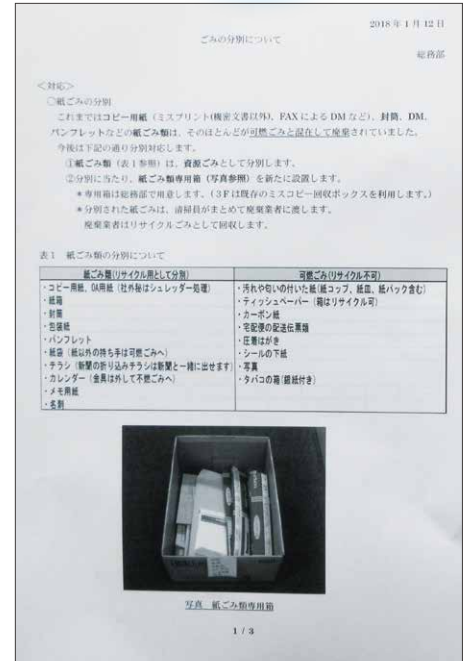 2018年1月12日
ごみの分別について
総務部
<対応>
○紙ごみの分別
これまではコピー用紙（ミスプリント(機密文書以外)、FAXによるDMなど）、封筒、DM、
パンフレットなどの紙ごみ類は、そのほとんどが可燃ごみと混在して廃棄されていました。
今後は下記の通り分別対応します。
①紙ごみ類（表1参照）は、資源ごみとして分別します。
②分別に当たり、紙ごみ類専用箱（写真参照）を新たに設置します。
＊専用箱は総務部で用意します。（3Fは既存のミスコピー回収ボックスを利用します。）
＊分別された紙ごみは、清掃員がまとめて廃棄業者に渡します。
廃棄業者はリサイクルごみとして回収します。
表1 紙ごみ類の分別について
紙ごみ類(リサイクル用として分別) 可燃ごみ(リサイクル不可)
・コピー用紙、OA用紙（社外秘はシュレッダー処理） ・汚れや匂いの付いた紙(紙コップ、紙皿、紙パック含む)
・紙箱 ・ティッシュペーパー（箱はリサイクル可）
・封筒 ・カーボン紙
・包装紙 ・宅配便の配送伝票類
・パンフレット ・圧着はがき
・紙袋（紙以外の持ち手は可燃ごみへ） ・シールの下紙
・チラシ（新聞の折り込みチラシは新聞と一緒に出せます） ・写真
・カレンダー（金具は外して不燃ごみへ） ・タバコの箱(銀紙付き)
・メモ用紙
・名刺
写真 紙ごみ類専用箱
1 / 3